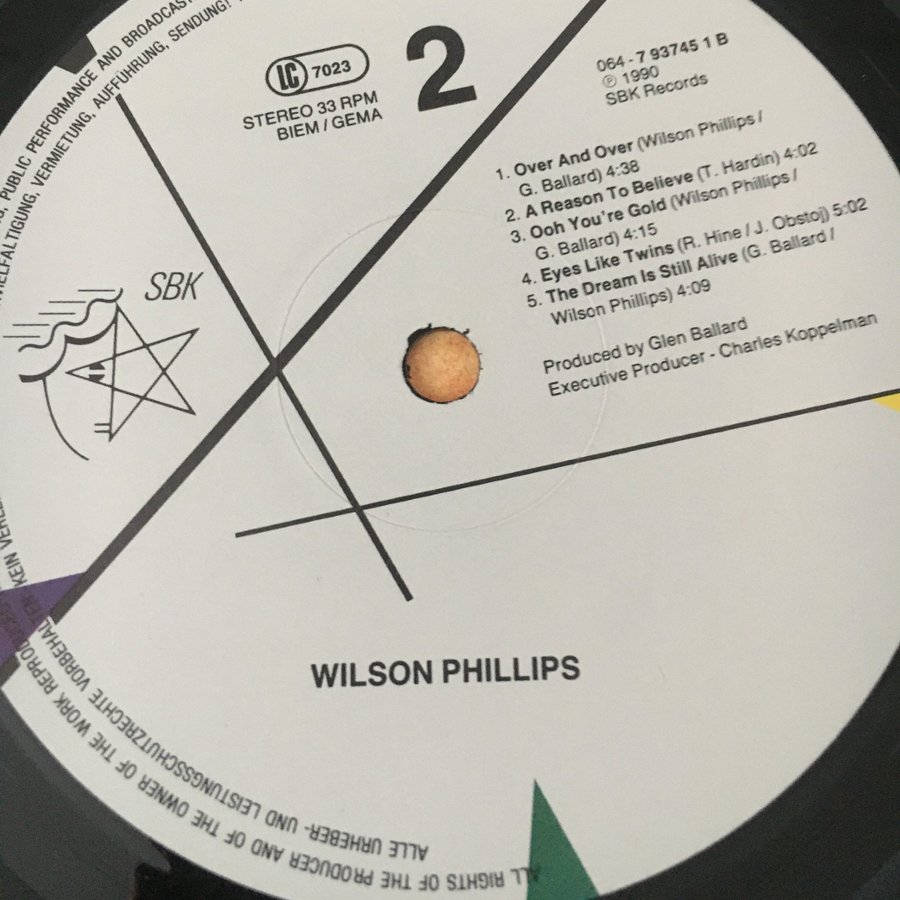 LC 7023
STEREO 33 RPM
BIEM / GEMA
2
064 - 7 93745 1 B
℗ 1990
SBK Records
1. Over And Over (Wilson Phillips /
G. Ballard) 4:38
2. A Reason To Believe (T. Hardin) 4:02
3. Ooh You're Gold (Wilson Phillips /
G. Ballard) 4:15
4. Eyes Like Twins (R. Hine / J. Obstoj) 5:02
5. The Dream Is Still Alive (G. Ballard /
Wilson Phillips) 4:09
Produced by Glen Ballard
Executive Producer - Charles Koppelman
SBK
WILSON PHILLIPS
ALL RIGHTS OF THE PRODUCER AND OF THE OWNER OF THE WORK
PUBLIC PERFORMANCE AND
ALLE URHEBER- UND LEISTUNGSSCHUTZRECHTE VORBEHALTEN. KEIN
VERMIETUNG, AUFFÜHRUNG, SENDUNG!